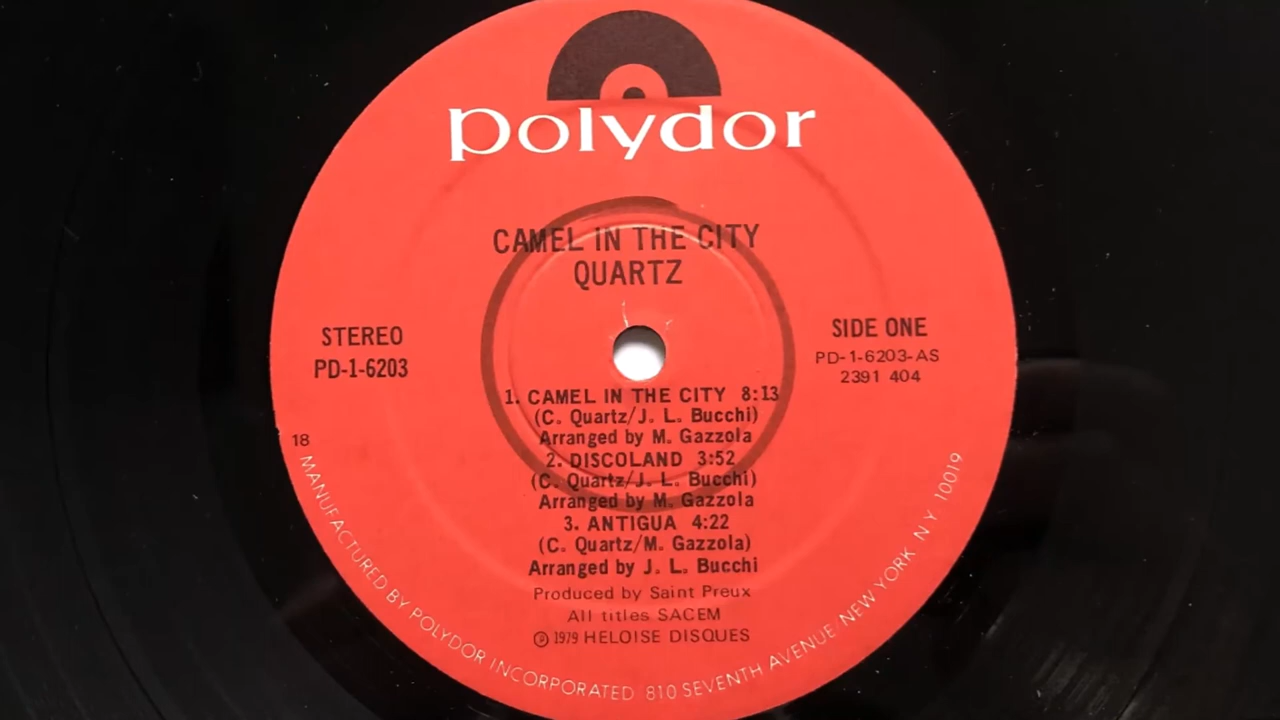 polydor
CAMEL IN THE CITY
QUARTZ
STEREO
PD-1-6203
SIDE ONE
PD-1-6203-AS
2391 404
1. CAMEL IN THE CITY 8:13
(C. Quartz/J. L. Bucchi)
Arranged by M. Gazzola
2. DISCOLAND 3:52
(C. Quartz/J. L. Bucchi)
Arranged by M. Gazzola
3. ANTIGUA 4:22
(C. Quartz/M. Gazzola)
Arranged by J. L. Bucchi
Produced by Saint Preux
All titles SACEM
℗ 1979 HELOISE DISQUES
18
MANUFACTURED BY POLYDOR INCORPORATED 810 SEVENTH AVENUE/NEW YORK N Y 10019